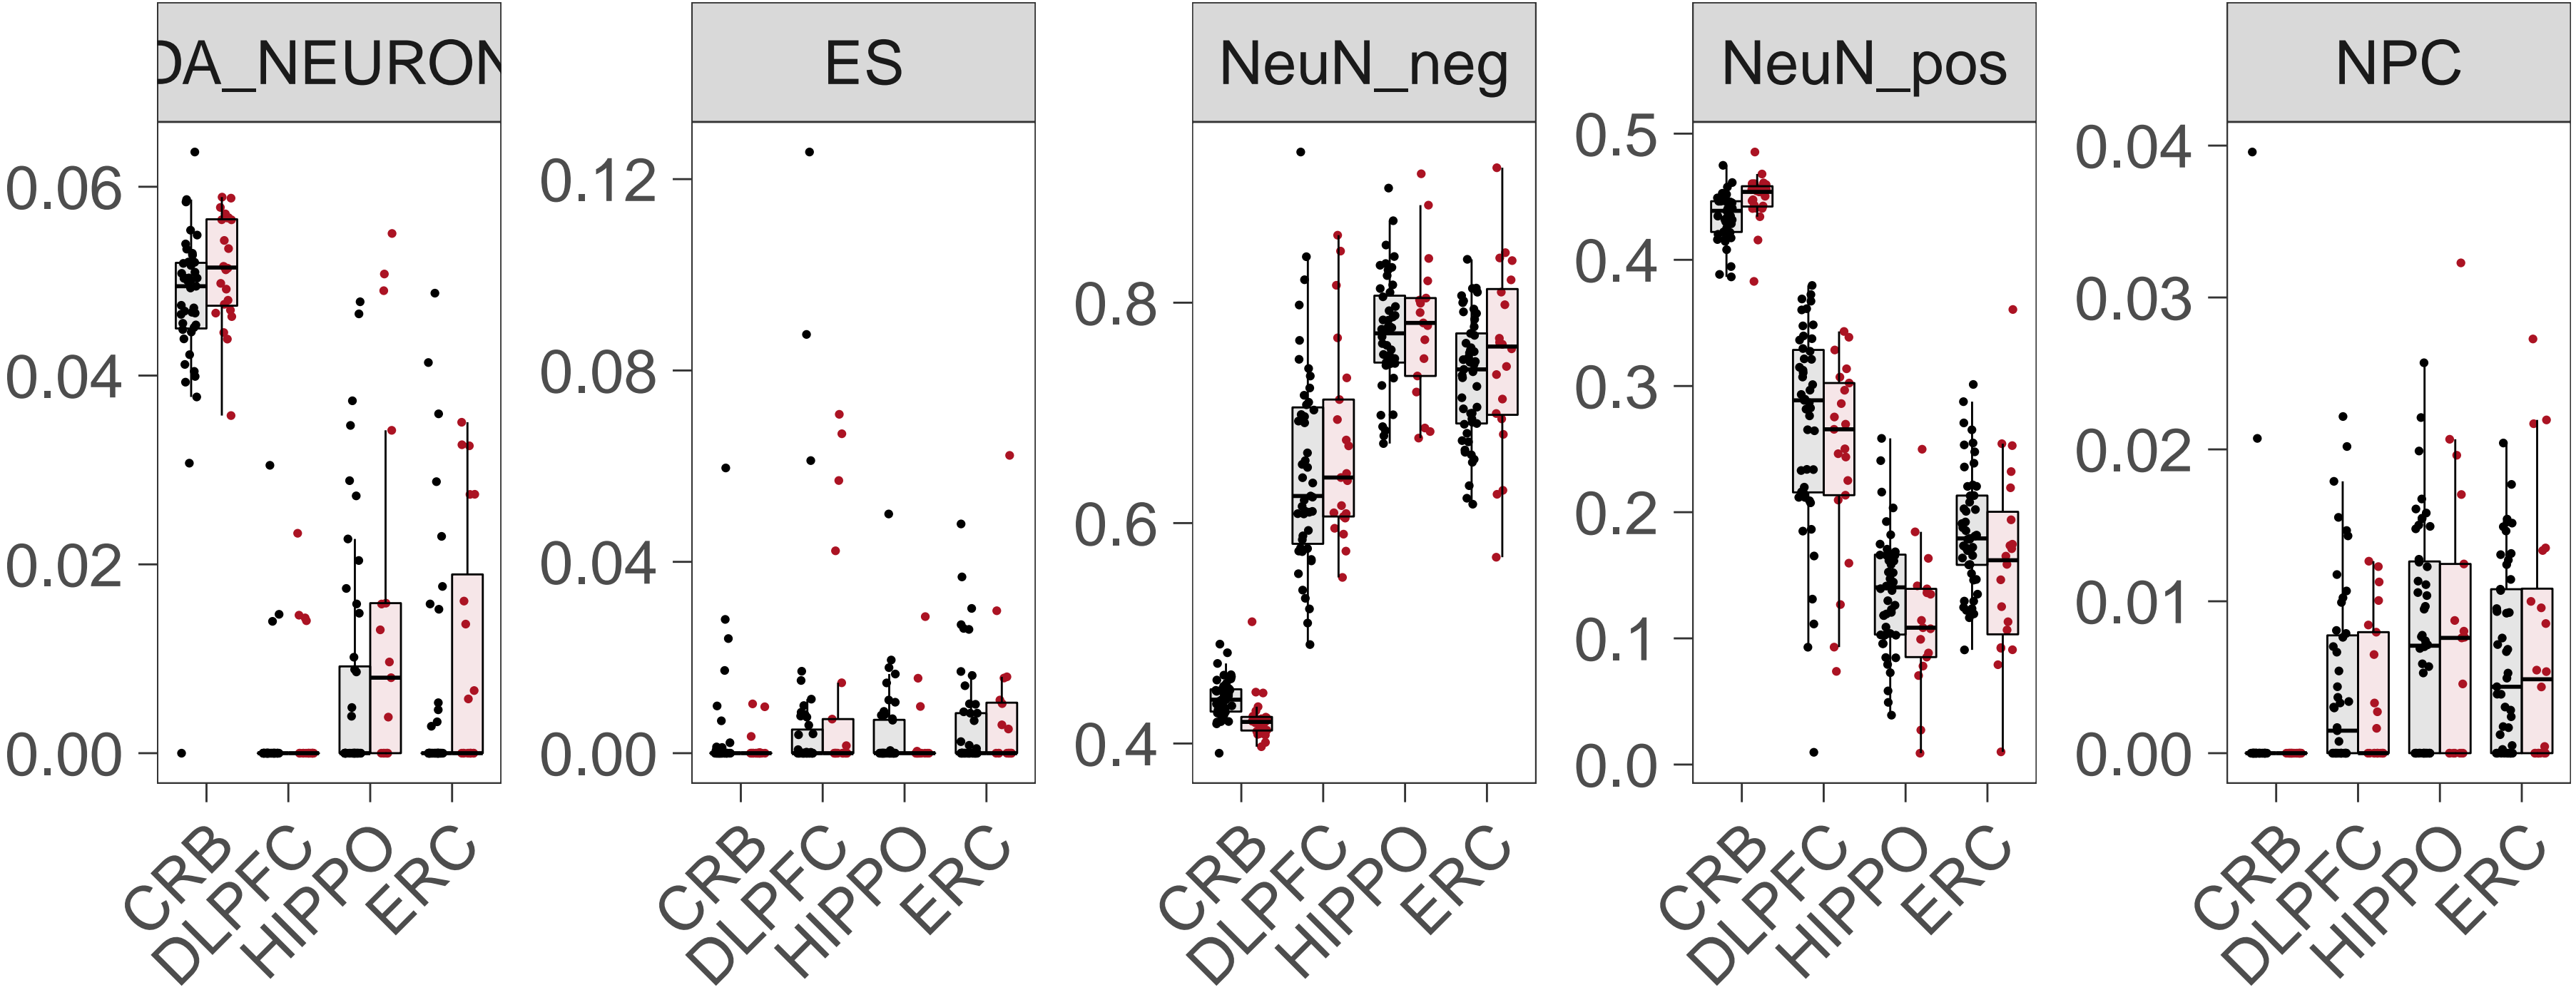 DA_NEURON
0.06
0.04
0.02
0.00
CRB
DLPFC
HIPPO
ERC
ES
0.12
0.08
0.04
0.00
CRB
DLPFC
HIPPO
ERC
NeuN_neg
0.8
0.6
0.4
CRB
DLPFC
HIPPO
ERC
NeuN_pos
0.5
0.4
0.3
0.2
0.1
0.0
CRB
DLPFC
HIPPO
ERC
NPC
0.04
0.03
0.02
0.01
0.00
CRB
DLPFC
HIPPO
ERC